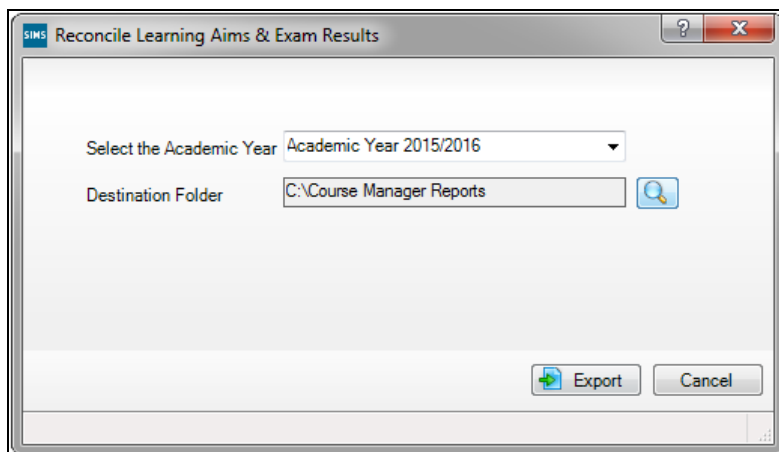 SIMS Reconcile Learning Aims & Exam Results
Select the Academic Year Academic Year 2015/2016
Destination Folder C:\Course Manager Reports
Export Cancel